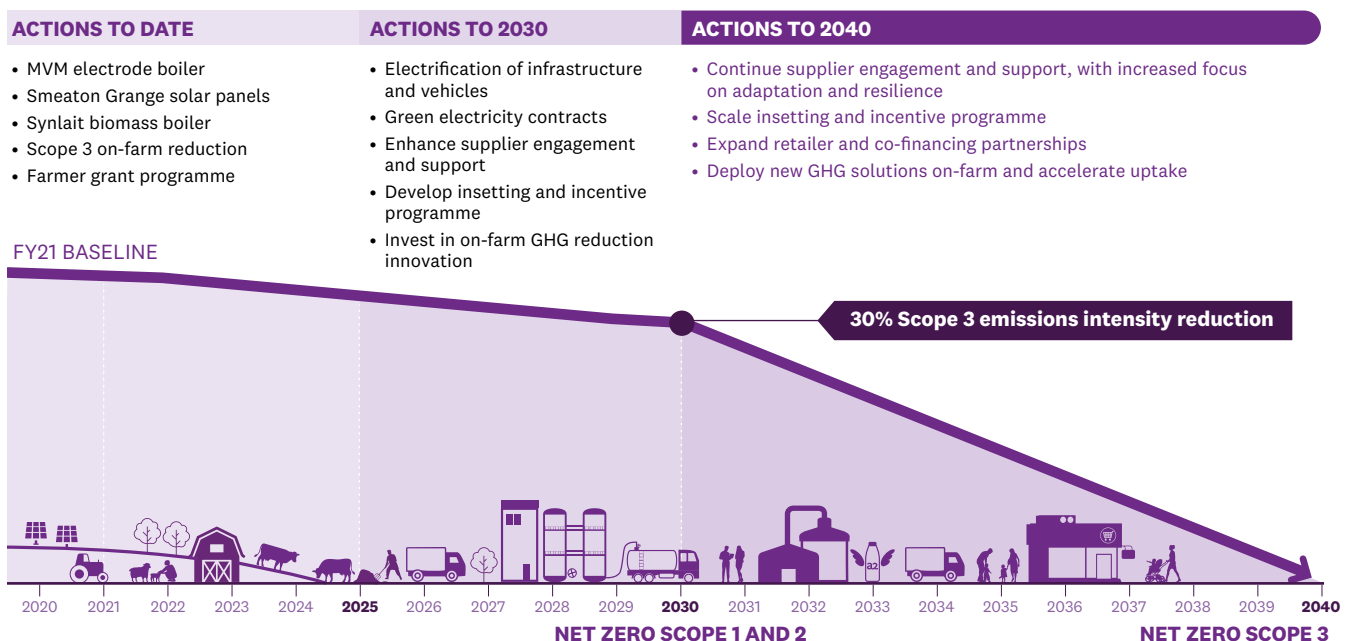 ACTIONS TO DATE
• MVM electrode boiler
• Smeaton Grange solar panels
• Synlait biomass boiler
• Scope 3 on-farm reduction
• Farmer grant programme
ACTIONS TO 2030
• Electrification of infrastructure
and vehicles
• Green electricity contracts
• Enhance supplier engagement
and support
• Develop insetting and incentive
programme
• Invest in on-farm GHG reduction
innovation
ACTIONS TO 2040
• Continue supplier engagement and support, with increased focus
on adaptation and resilience
• Scale insetting and incentive programme
• Expand retailer and co-financing partnerships
• Deploy new GHG solutions on-farm and accelerate uptake
FY21 BASELINE
30% Scope 3 emissions intensity reduction
a2
2020 2021 2022 2023 2024 2025 2026 2027 2028 2029 2030 2031 2032 2033 2034 2035 2036 2037 2038 2039 2040
NET ZERO SCOPE 1 AND 2
NET ZERO SCOPE 3